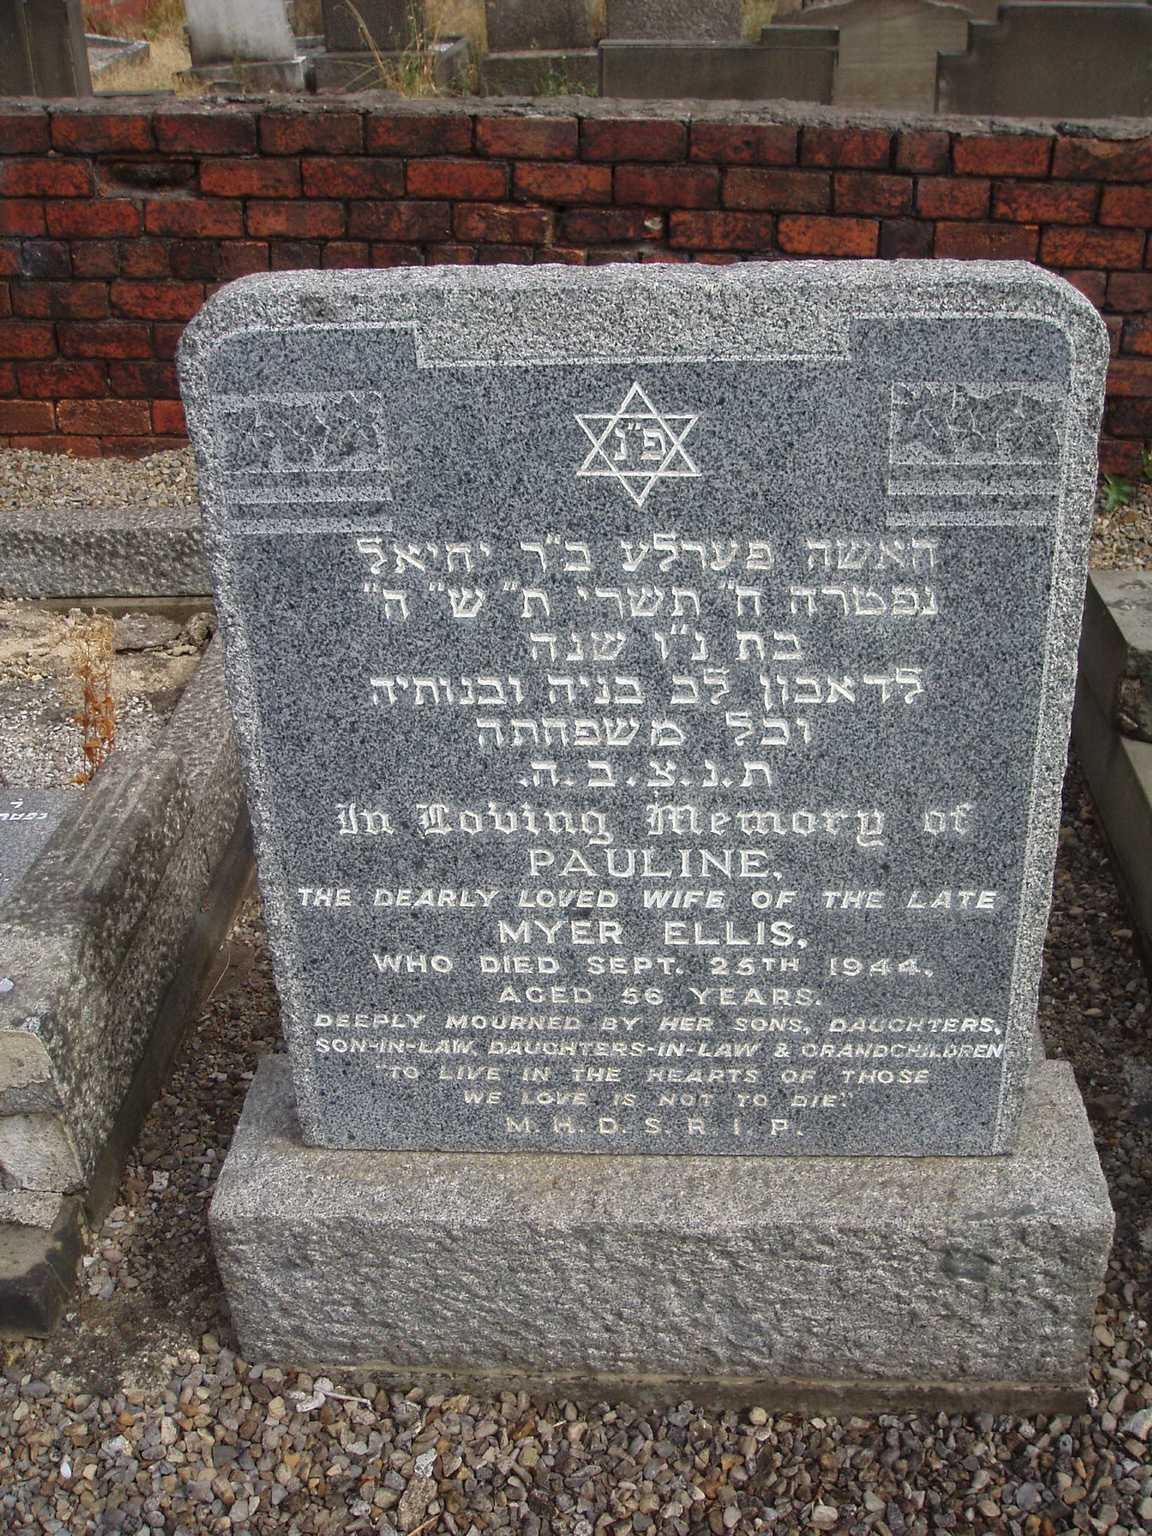 פ"נ
האשה פערלע ב"ר יחיאל
נפטרה ח" תשרי ת" ש" ה"
בת נ"ו שנה
לדאבון לב בניה ובנותיה
וכל משפחתה
ת.נ.צ.ב.ה.
In Loving Memory of
PAULINE,
THE DEARLY LOVED WIFE OF THE LATE
MYER ELLIS,
WHO DIED SEPT. 25TH 1944,
AGED 56 YEARS.
DEEPLY MOURNED BY HER SONS, DAUGHTERS,
SON-IN-LAW, DAUGHTERS-IN-LAW & GRANDCHILDREN
"TO LIVE IN THE HEARTS OF THOSE
WE LOVE IS NOT TO DIE".
M. H. D. S. R. I. P.